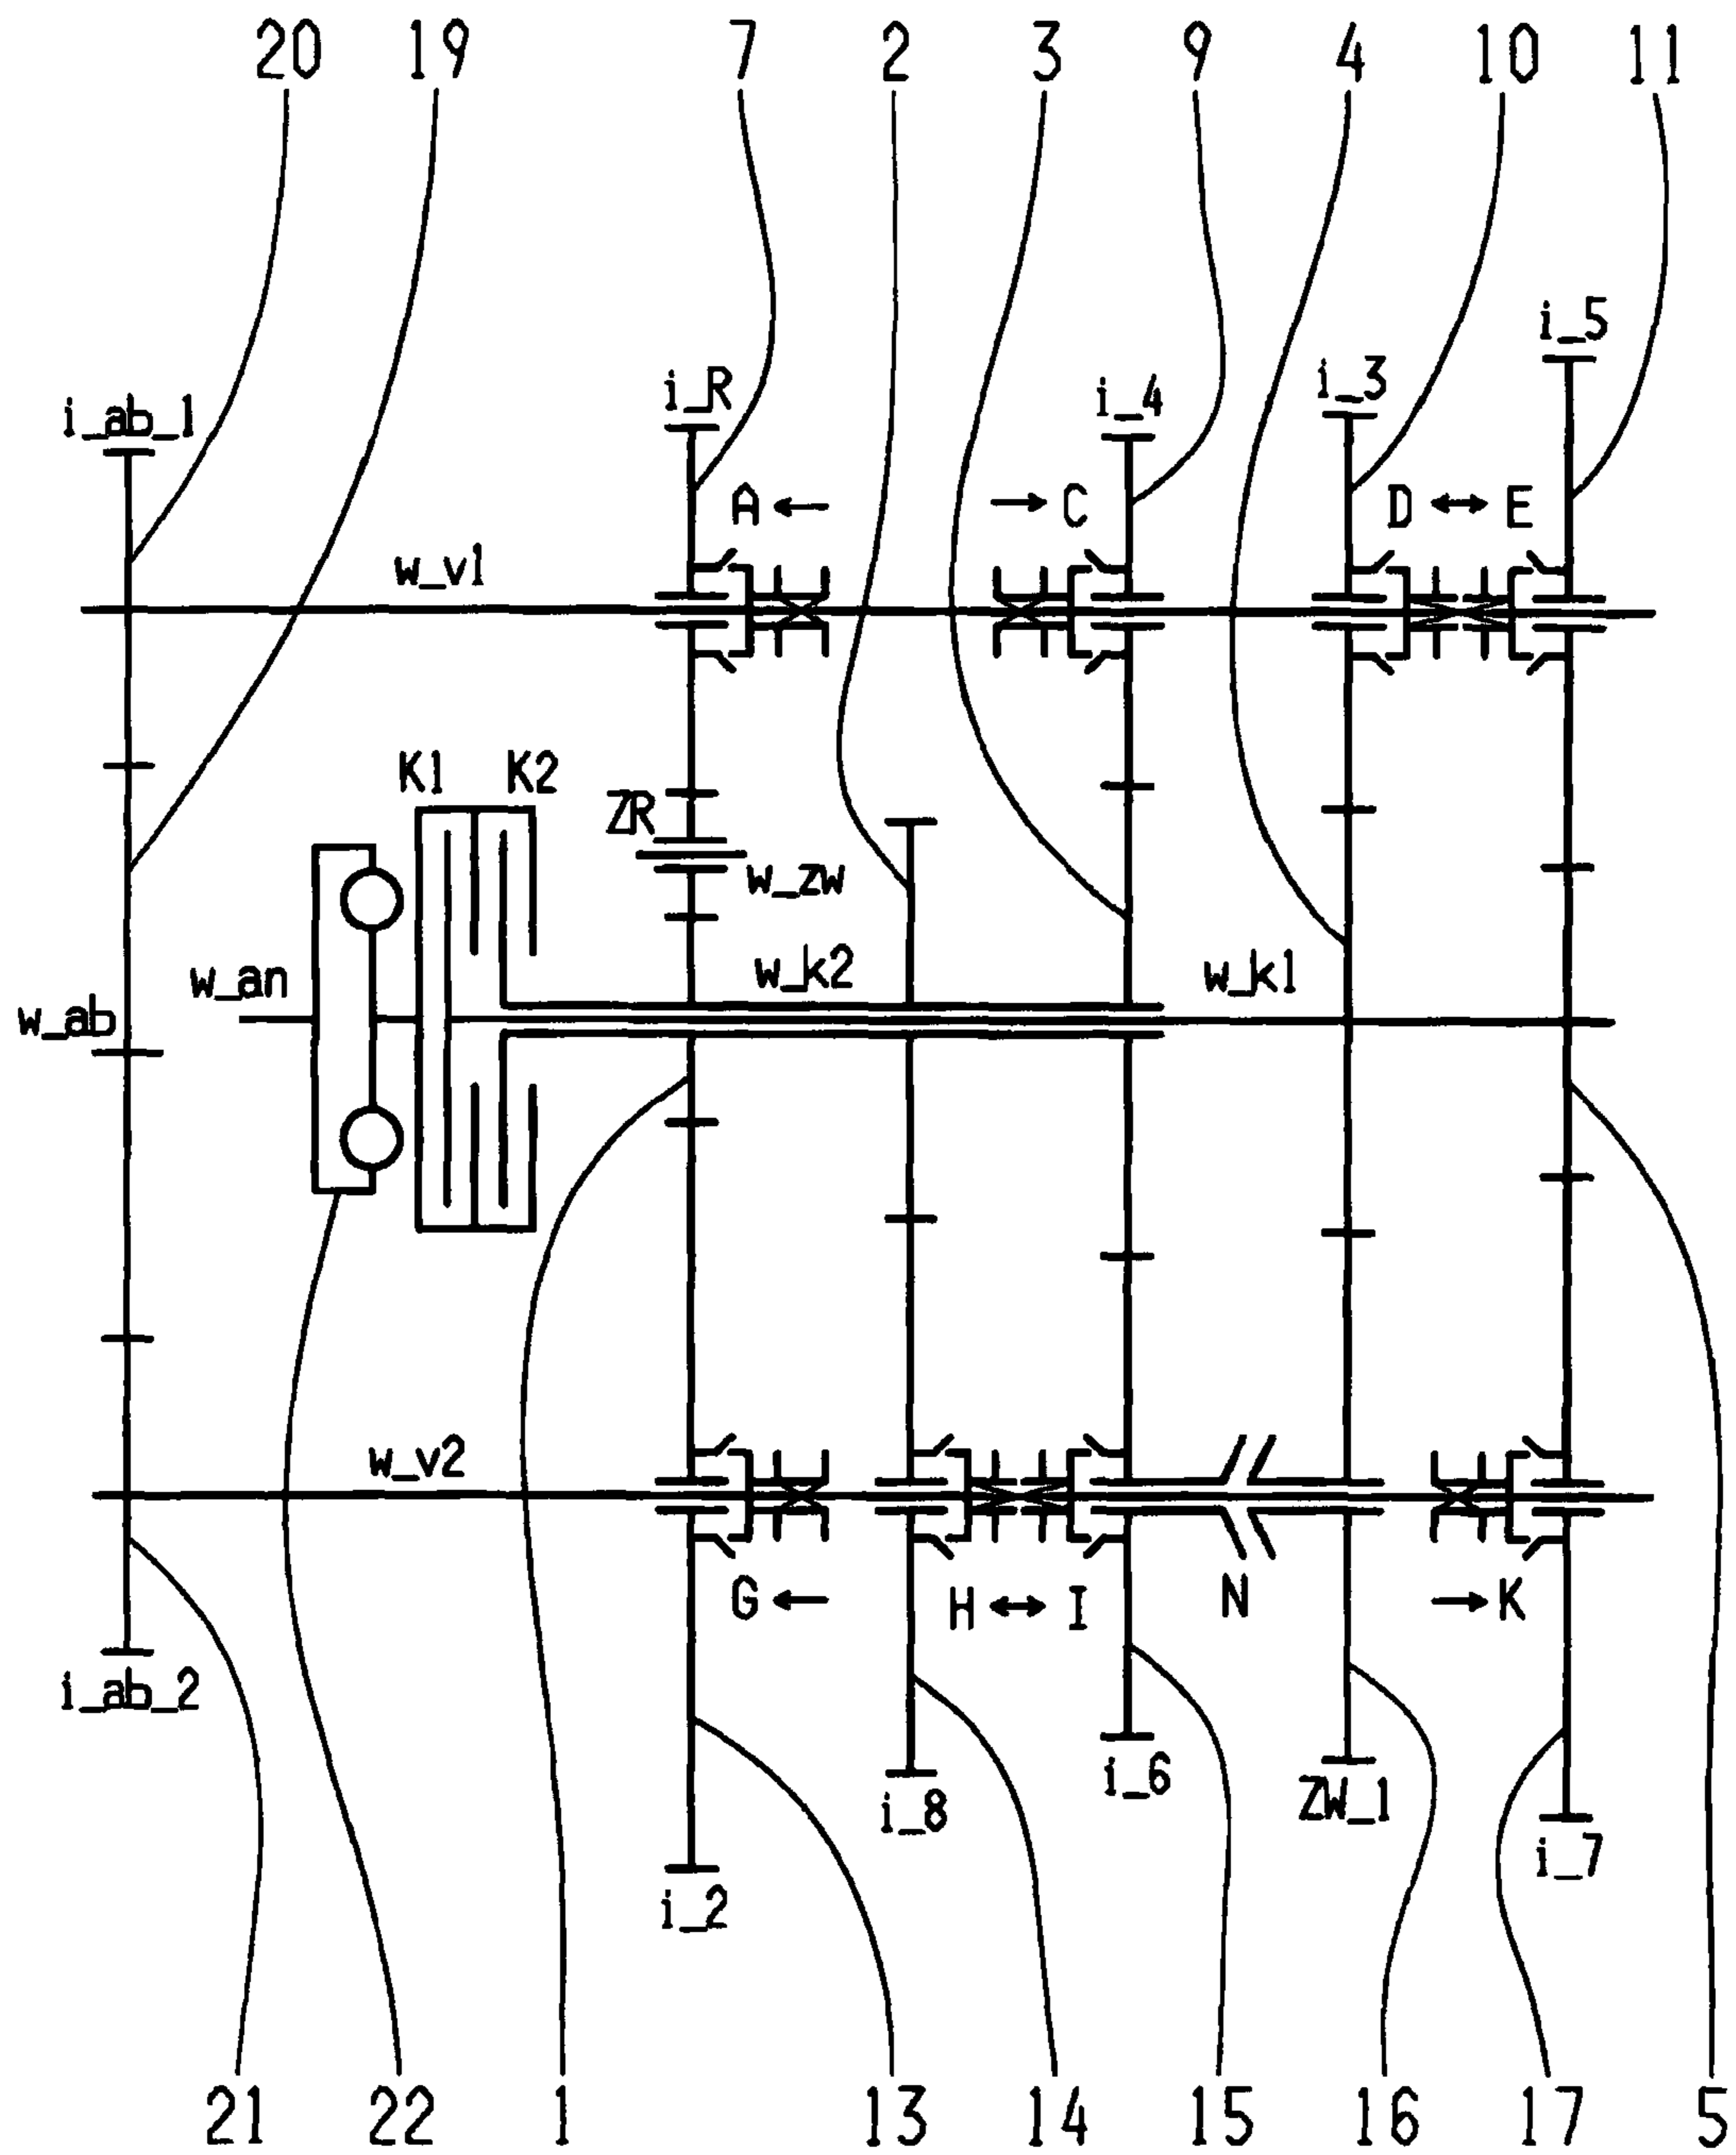 20 19 7 2 3 9 4 10 11
i_5
i_3
i_R i_4
i_ab_1
A C D E
w_v1
K1 K2
ZR
w_zw
w_k2 w_k1
w_an
w_ab
w_v2
G H I N K
i_ab_2
i_6
i_8 ZW_1
i_7
i_2
21 22 1 13 14 15 16 17 5